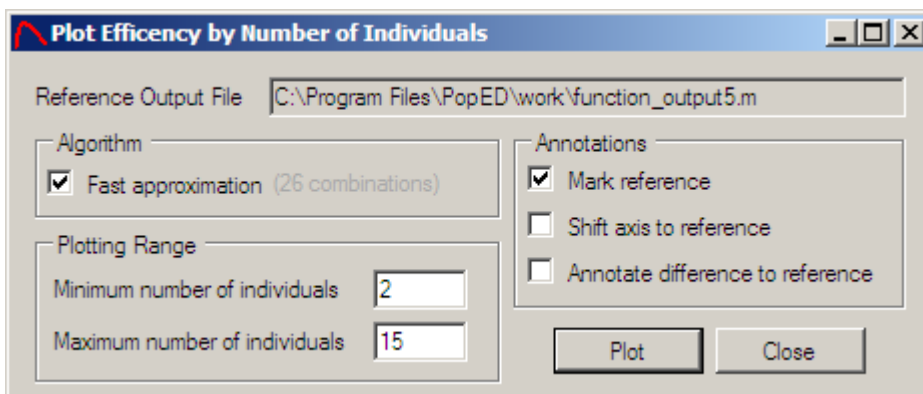 Plot Efficency by Number of Individuals
Reference Output File C:\Program Files\PopED\work\function_output5.m
Algorithm
Fast approximation (26 combinations)
Plotting Range
Minimum number of individuals 2
Maximum number of individuals 15
Annotations
Mark reference
Shift axis to reference
Annotate difference to reference
Plot Close